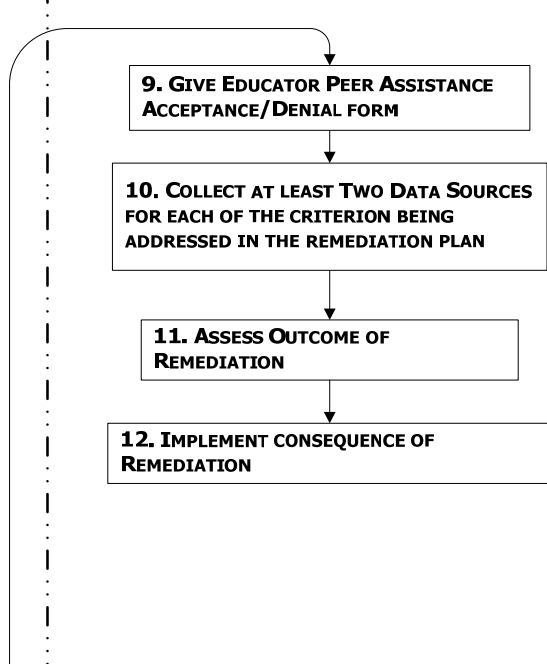 9. GIVE EDUCATOR PEER ASSISTANCE
ACCEPTANCE/DENIAL FORM
10. COLLECT AT LEAST TWO DATA SOURCES
FOR EACH OF THE CRITERION BEING
ADDRESSED IN THE REMEDIATION PLAN
11. ASSESS OUTCOME OF
REMEDIATION
12. IMPLEMENT CONSEQUENCE OF
REMEDIATION